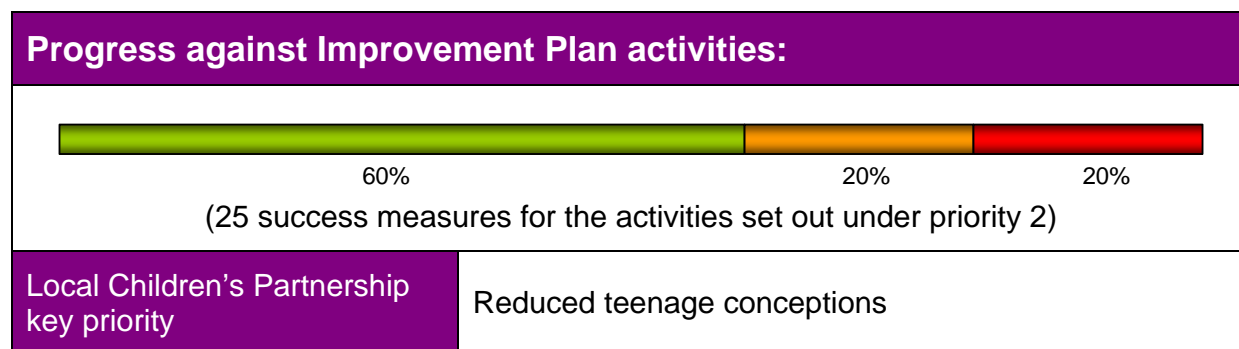 Progress against Improvement Plan activities:
60% 20% 20%
(25 success measures for the activities set out under priority 2)
Local Children's Partnership
key priority
Reduced teenage conceptions